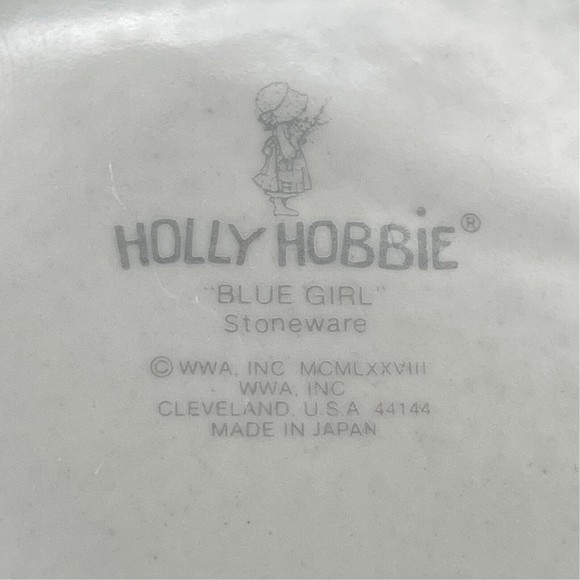 HOLLY HOBBiE®
"BLUE GIRL"
Stoneware
© WWA, INC MCMLXXVIII
WWA, INC
CLEVELAND, U.S.A 44144
MADE IN JAPAN